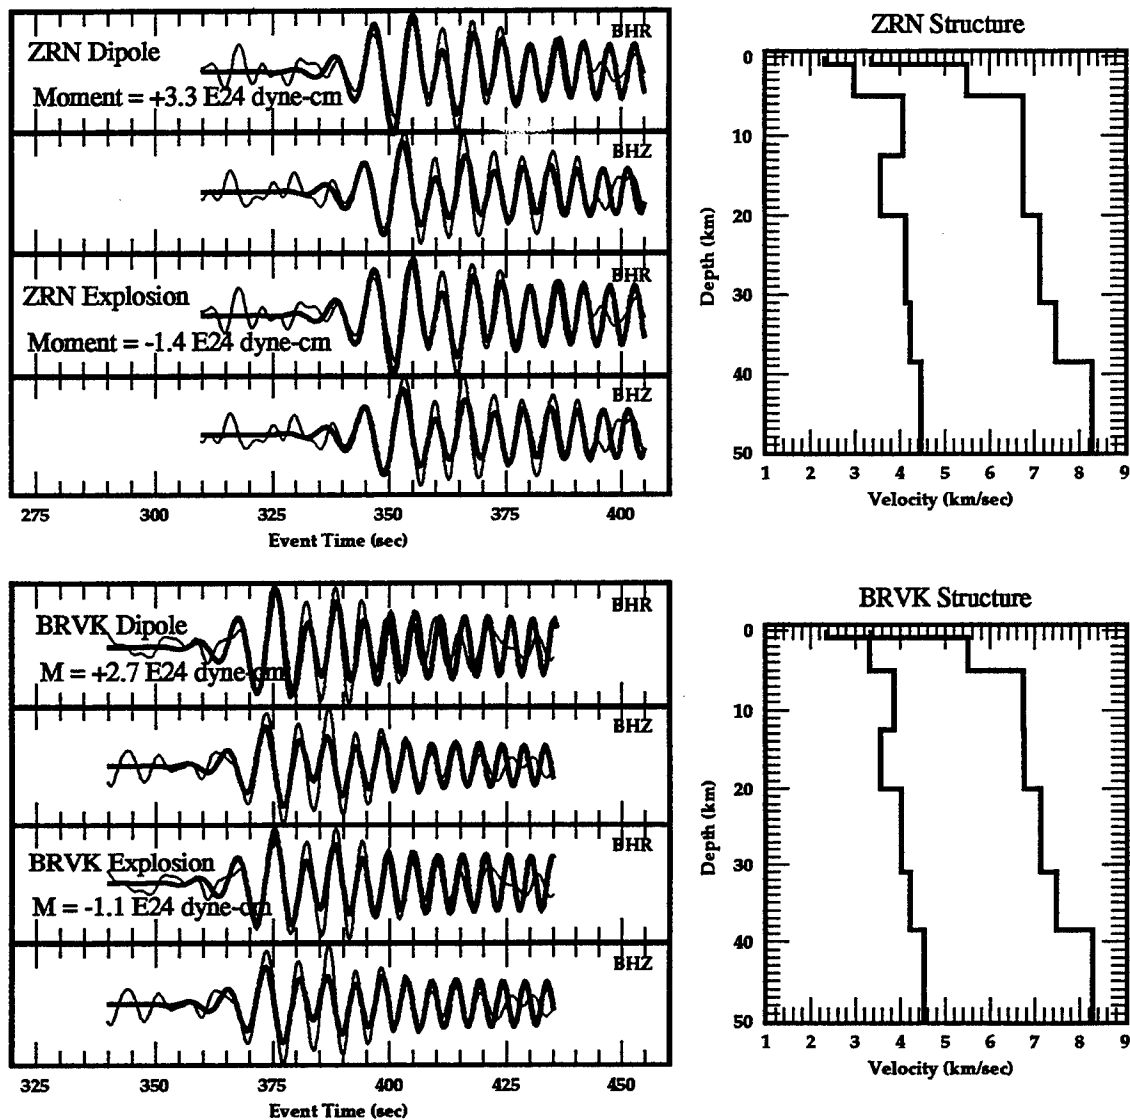 BHR
ZRN Dipole
Moment = +3.3 E24 dyne-cm
BHZ
BHR
ZRN Explosion
Moment = -1.4 E24 dyne-cm
BHZ
275 300 325 350 375 400
Event Time (sec)
ZRN Structure
0
10
20
30
40
50
Depth (km)
1 2 3 4 5 6 7 8 9
Velocity (km/sec)
BHR
BRVK Dipole
M = +2.7 E24 dyne-cm
BHZ
BHR
BRVK Explosion
M = -1.1 E24 dyne-cm
BHZ
325 350 375 400 425 450
Event Time (sec)
BRVK Structure
0
10
20
30
40
50
Depth (km)
1 2 3 4 5 6 7 8 9
Velocity (km/sec)